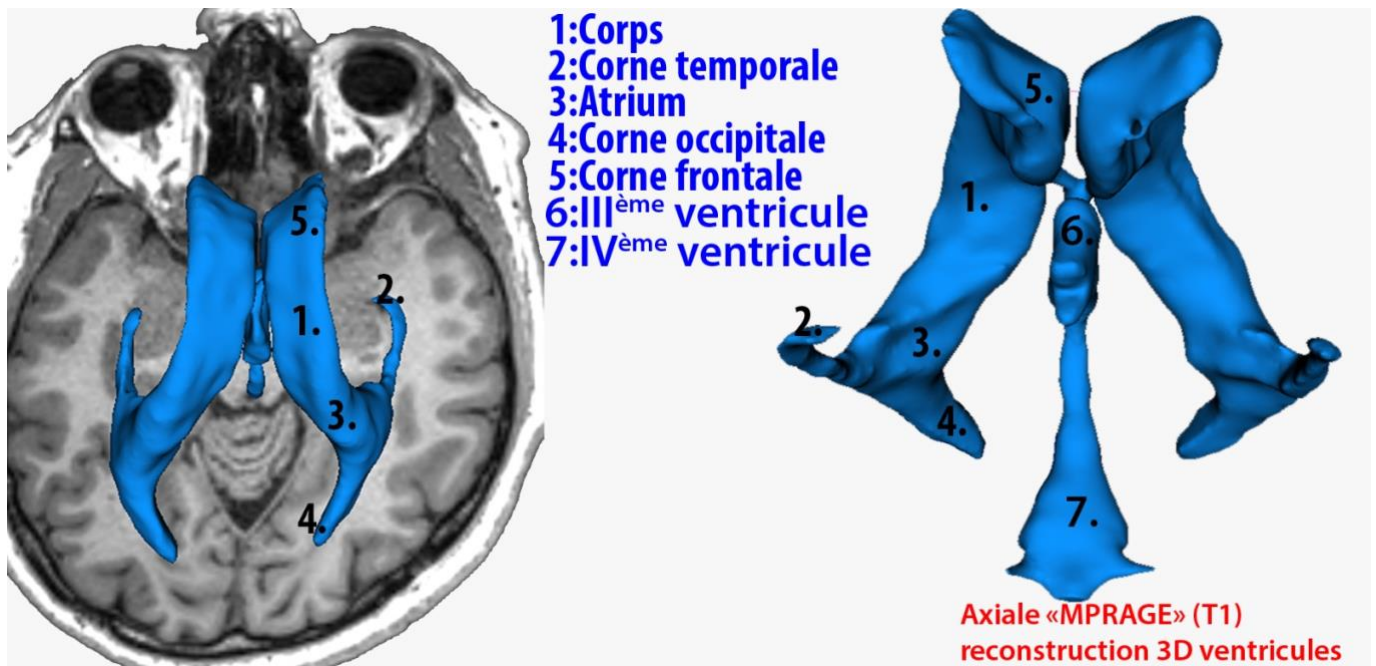 1:Corps
2:Corne temporale
3:Atrium
4:Corne occipitale
5:Corne frontale
6:IIIème ventricule
7:IVème ventricule
5.
2.
1.
3.
4.
5.
1.
6.
2.
3.
4.
7.
Axiale «MPRAGE» (T1)
reconstruction 3D ventricules